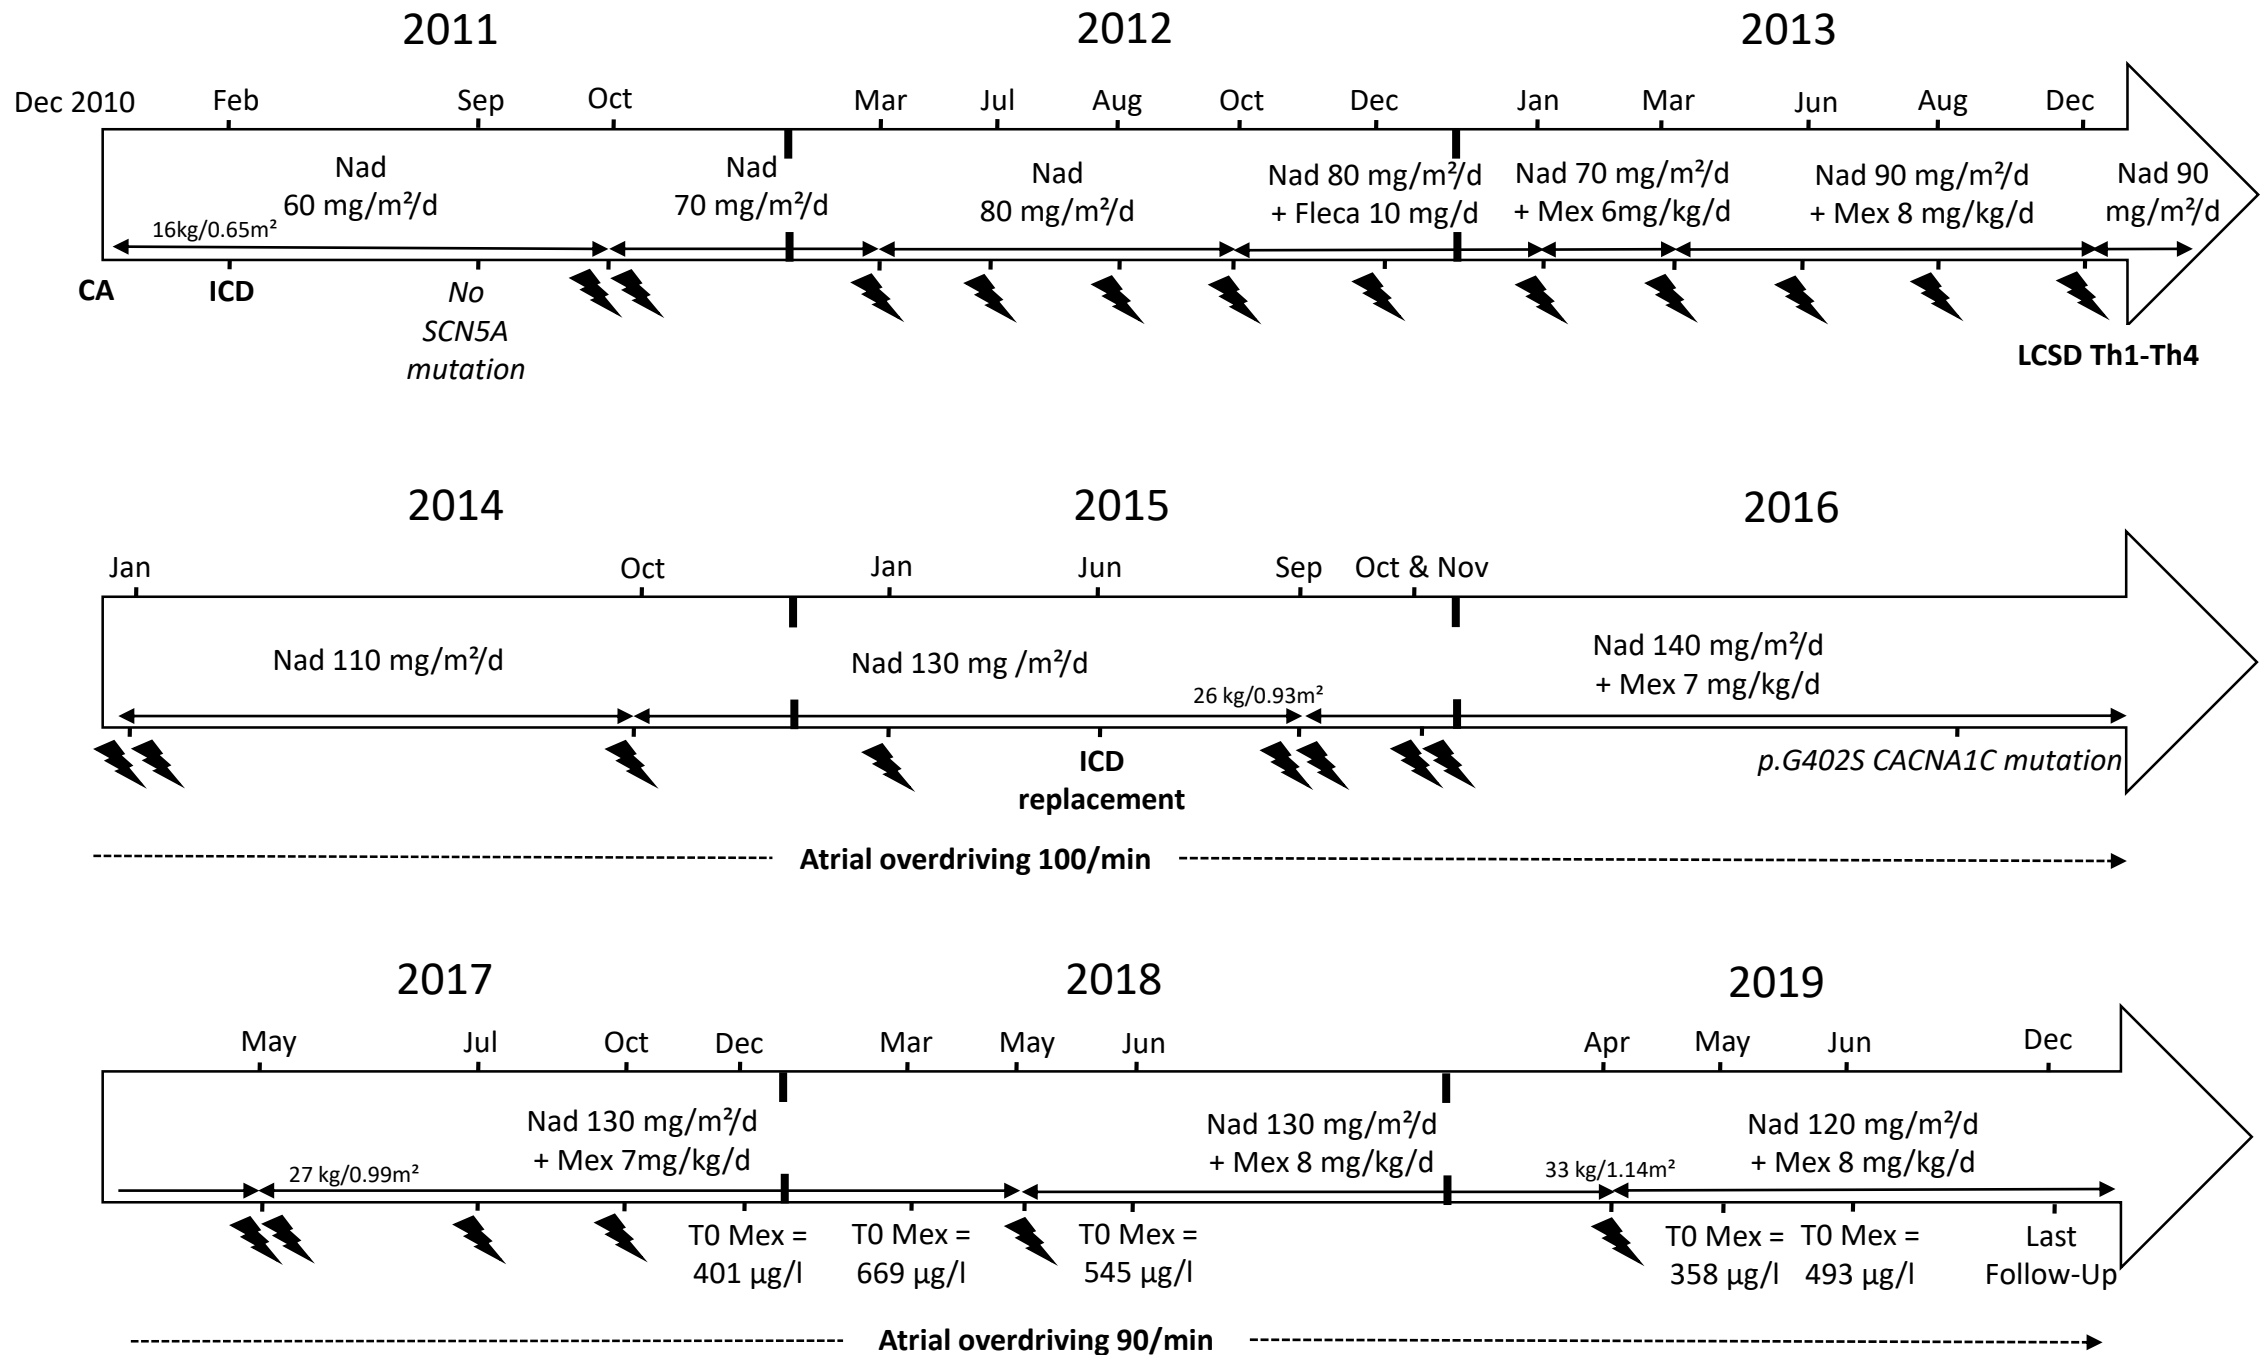 2011
2012
2013
Dec 2010
Feb
Sep
Oct
Mar
Jul
Aug
Oct
Dec
Jan
Mar
Jun
Aug
Dec
Nad
60 mg/m²/d
Nad
70 mg/m²/d
Nad
80 mg/m²/d
Nad 80 mg/m²/d
+ Fleca 10 mg/d
Nad 70 mg/m²/d
+ Mex 6mg/kg/d
Nad 90 mg/m²/d
+ Mex 8 mg/kg/d
Nad 90
mg/m²/d
16kg/0.65m²
CA
ICD
No
SCN5A
mutation
LCSD Th1-Th4
2014
2015
2016
Jan
Oct
Jan
Jun
Sep
Oct & Nov
Nad 110 mg/m²/d
Nad 130 mg /m²/d
Nad 140 mg/m²/d
+ Mex 7 mg/kg/d
26 kg/0.93m²
ICD
replacement
p.G402S CACNA1C mutation
Atrial overdriving 100/min
2017
2018
2019
May
Jul
Oct
Dec
Mar
May
Jun
Apr
May
Jun
Dec
Nad 130 mg/m²/d
+ Mex 7mg/kg/d
Nad 130 mg/m²/d
+ Mex 8 mg/kg/d
Nad 120 mg/m²/d
+ Mex 8 mg/kg/d
27 kg/0.99m²
33 kg/1.14m²
T0 Mex =
401 µg/l
T0 Mex =
669 µg/l
T0 Mex =
545 µg/l
T0 Mex =
358 µg/l
T0 Mex =
493 µg/l
Last
Follow-Up
Atrial overdriving 90/min